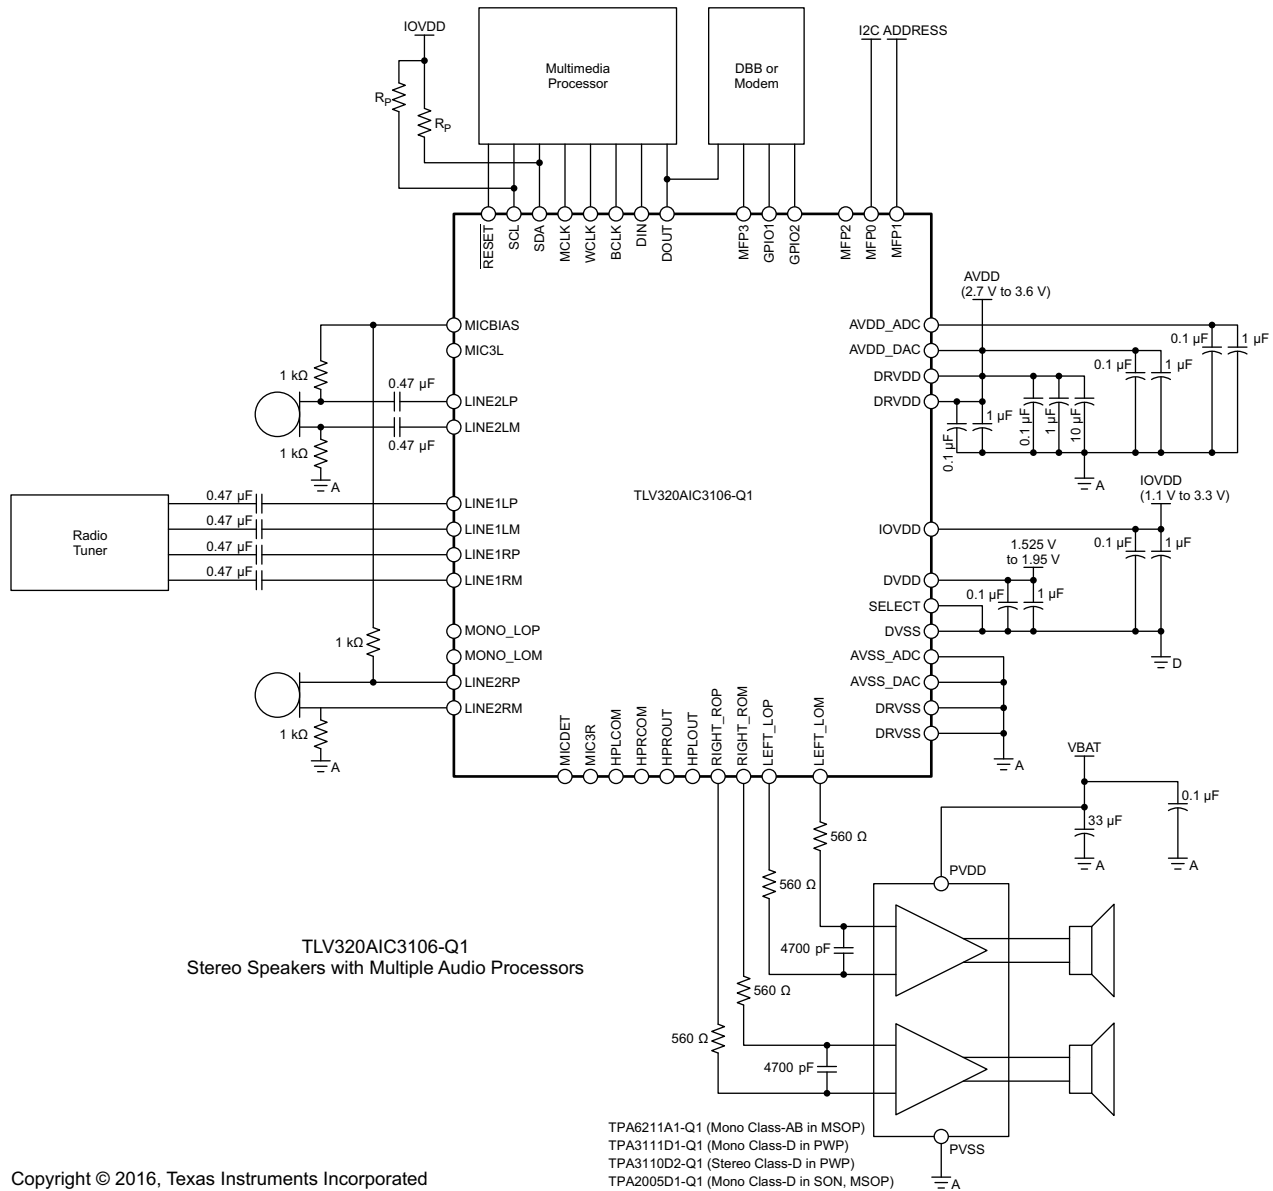 IOVDD
I2C ADDRESS
Multimedia
Processor
DBB or
Modem
RP
RP
RESET
SCL
SDA
MCLK
WCLK
BCLK
DIN
DOUT
MFP3
GPIO1
GPIO2
MFP2
MFP0
MFP1
AVDD
(2.7 V to 3.6 V)
MICBIAS
MIC3L
1 kΩ
0.47 µF
LINE2LP
LINE2LM
0.47 µF
1 kΩ
A
AVDD_ADC
0.1 µF
1 µF
AVDD_DAC
0.1 µF
1 µF
DRVDD
DRVDD
0.1 µF
1 µF
0.1 µF
1 µF
10 µF
A
Radio
Tuner
0.47 µF
0.47 µF
0.47 µF
0.47 µF
LINE1LP
LINE1LM
LINE1RP
LINE1RM
TLV320AIC3106-Q1
IOVDD
(1.1 V to 3.3 V)
IOVDD
0.1 µF
1 µF
1.525 V
to 1.95 V
DVDD
0.1 µF
1 µF
SELECT
DVSS
D
MONO_LOP
MONO_LOM
1 kΩ
LINE2RP
LINE2RM
1 kΩ
A
AVSS_ADC
AVSS_DAC
DRVSS
DRVSS
A
MICDET
MIC3R
HPLCOM
HPRCOM
HPROUT
HPLOUT
RIGHT_ROP
RIGHT_ROM
LEFT_LOP
LEFT_LOM
VBAT
0.1 µF
33 µF
A
A
560 Ω
560 Ω
PVDD
4700 pF
560 Ω
560 Ω
4700 pF
PVSS
A
TLV320AIC3106-Q1
Stereo Speakers with Multiple Audio Processors
TPA6211A1-Q1 (Mono Class-AB in MSOP)
TPA3111D1-Q1 (Mono Class-D in PWP)
TPA3110D2-Q1 (Stereo Class-D in PWP)
TPA2005D1-Q1 (Mono Class-D in SON, MSOP)
Copyright © 2016, Texas Instruments Incorporated